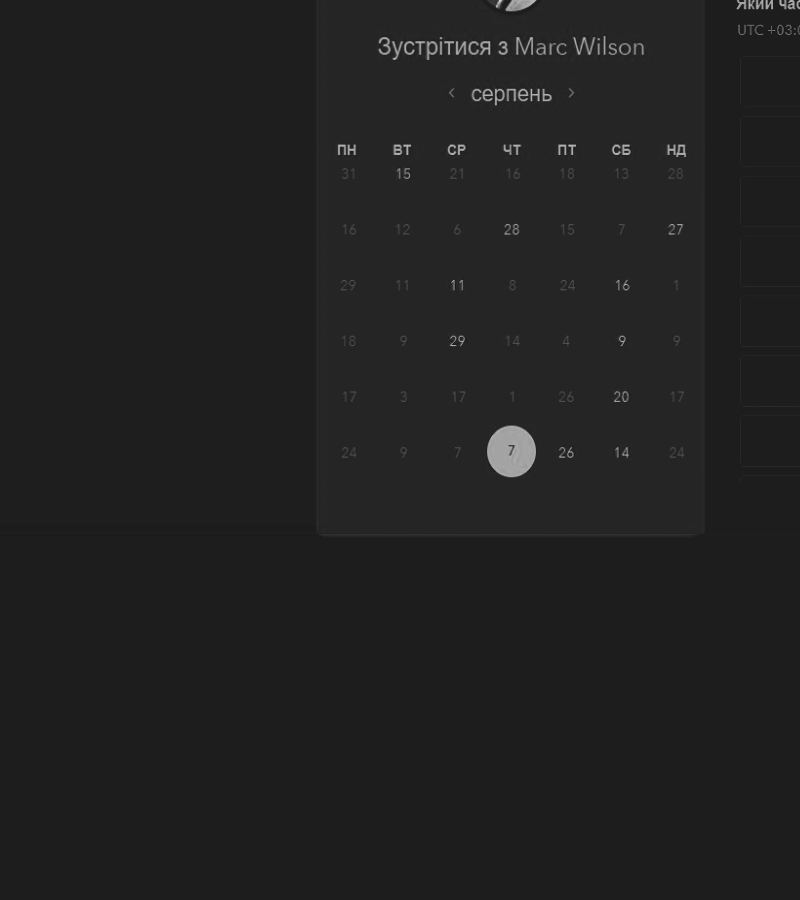 Зустрітися з Marc Wilson
‹ серпень ›
ПН ВТ СР ЧТ ПТ СБ НД
31 15 21 16 18 13 28
16 12 6 28 15 7 27
29 11 11 8 24 16 1
18 9 29 14 4 9 9
17 3 17 1 26 20 17
24 9 7 7 26 14 24
Який
UTC +03: